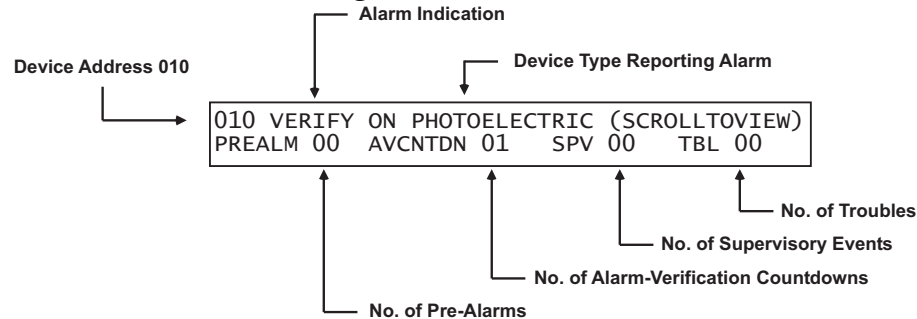 Alarm Indication
Device Type Reporting Alarm
Device Address 010
010 VERIFY ON PHOTOELECTRIC (SCROLLTOVIEW)
PREALM 00 AVCNTDN 01 SPV 00 TBL 00
No. of Troubles
No. of Supervisory Events
No. of Alarm-Verification Countdowns
No. of Pre-Alarms